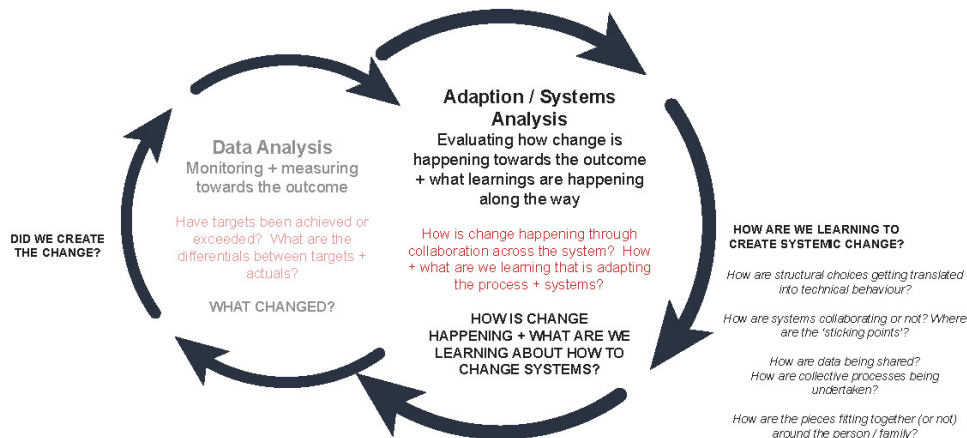 Data Analysis
Monitoring + measuring
towards the outcome
Have targets been achieved or
exceeded? What are the
differentials between targets +
actuals?
WHAT CHANGED?
DID WE CREATE
THE CHANGE?
Adaption / Systems
Analysis
Evaluating how change is
happening towards the outcome
+ what learnings are happening
along the way
How is change happening through
collaboration across the system? How
+ what are we learning that is adapting
the process + systems?
HOW IS CHANGE
HAPPENING + WHAT ARE WE
LEARNING ABOUT HOW TO
CHANGE SYSTEMS?
HOW ARE WE LEARNING TO
CREATE SYSTEMIC CHANGE?
How are structural choices getting translated
into technical behaviour?
How are systems collaborating or not? Where
are the 'sticking points'?
How are data being shared?
How are collective processes being
undertaken?
How are the pieces fitting together (or not)
around the person / family?